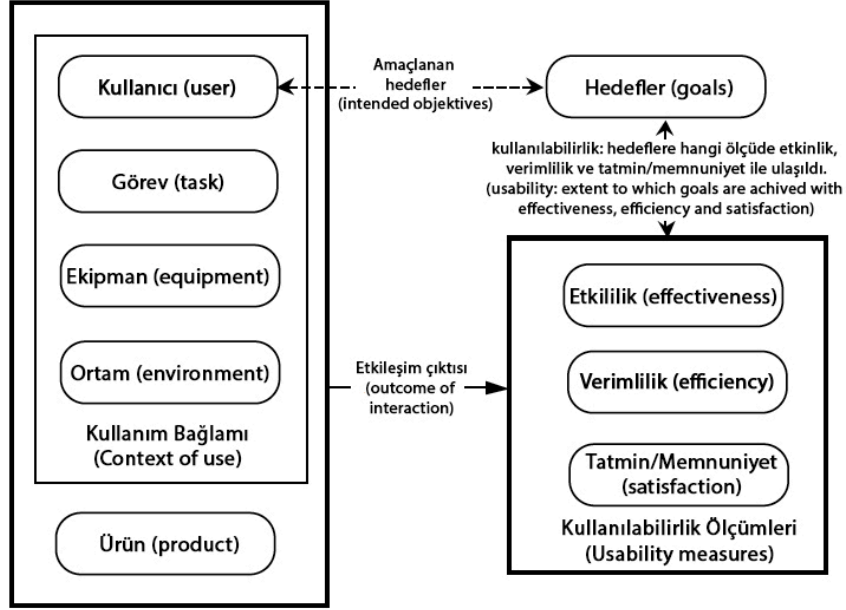 Kullanıcı (user)
Görev (task)
Ekipman (equipment)
Ortam (environment)
Kullanım Bağlamı
(Context of use)
Ürün (product)
Amaçlanan
hedefler
(intended objektives)
Etkileşim çıktısı
(outcome of
interaction)
Hedefler (goals)
kullanılabilirlik: hedeflere hangi ölçüde etkinlik,
verimlilik ve tatmin/memnuniyet ile ulaşıldı.
(usability: extent to which goals are achived with
effectiveness, efficiency and satisfaction)
Etkililik (effectiveness)
Verimlilik (efficiency)
Tatmin/Memnuniyet
(satisfaction)
Kullanılabilirlik Ölçümleri
(Usability measures)